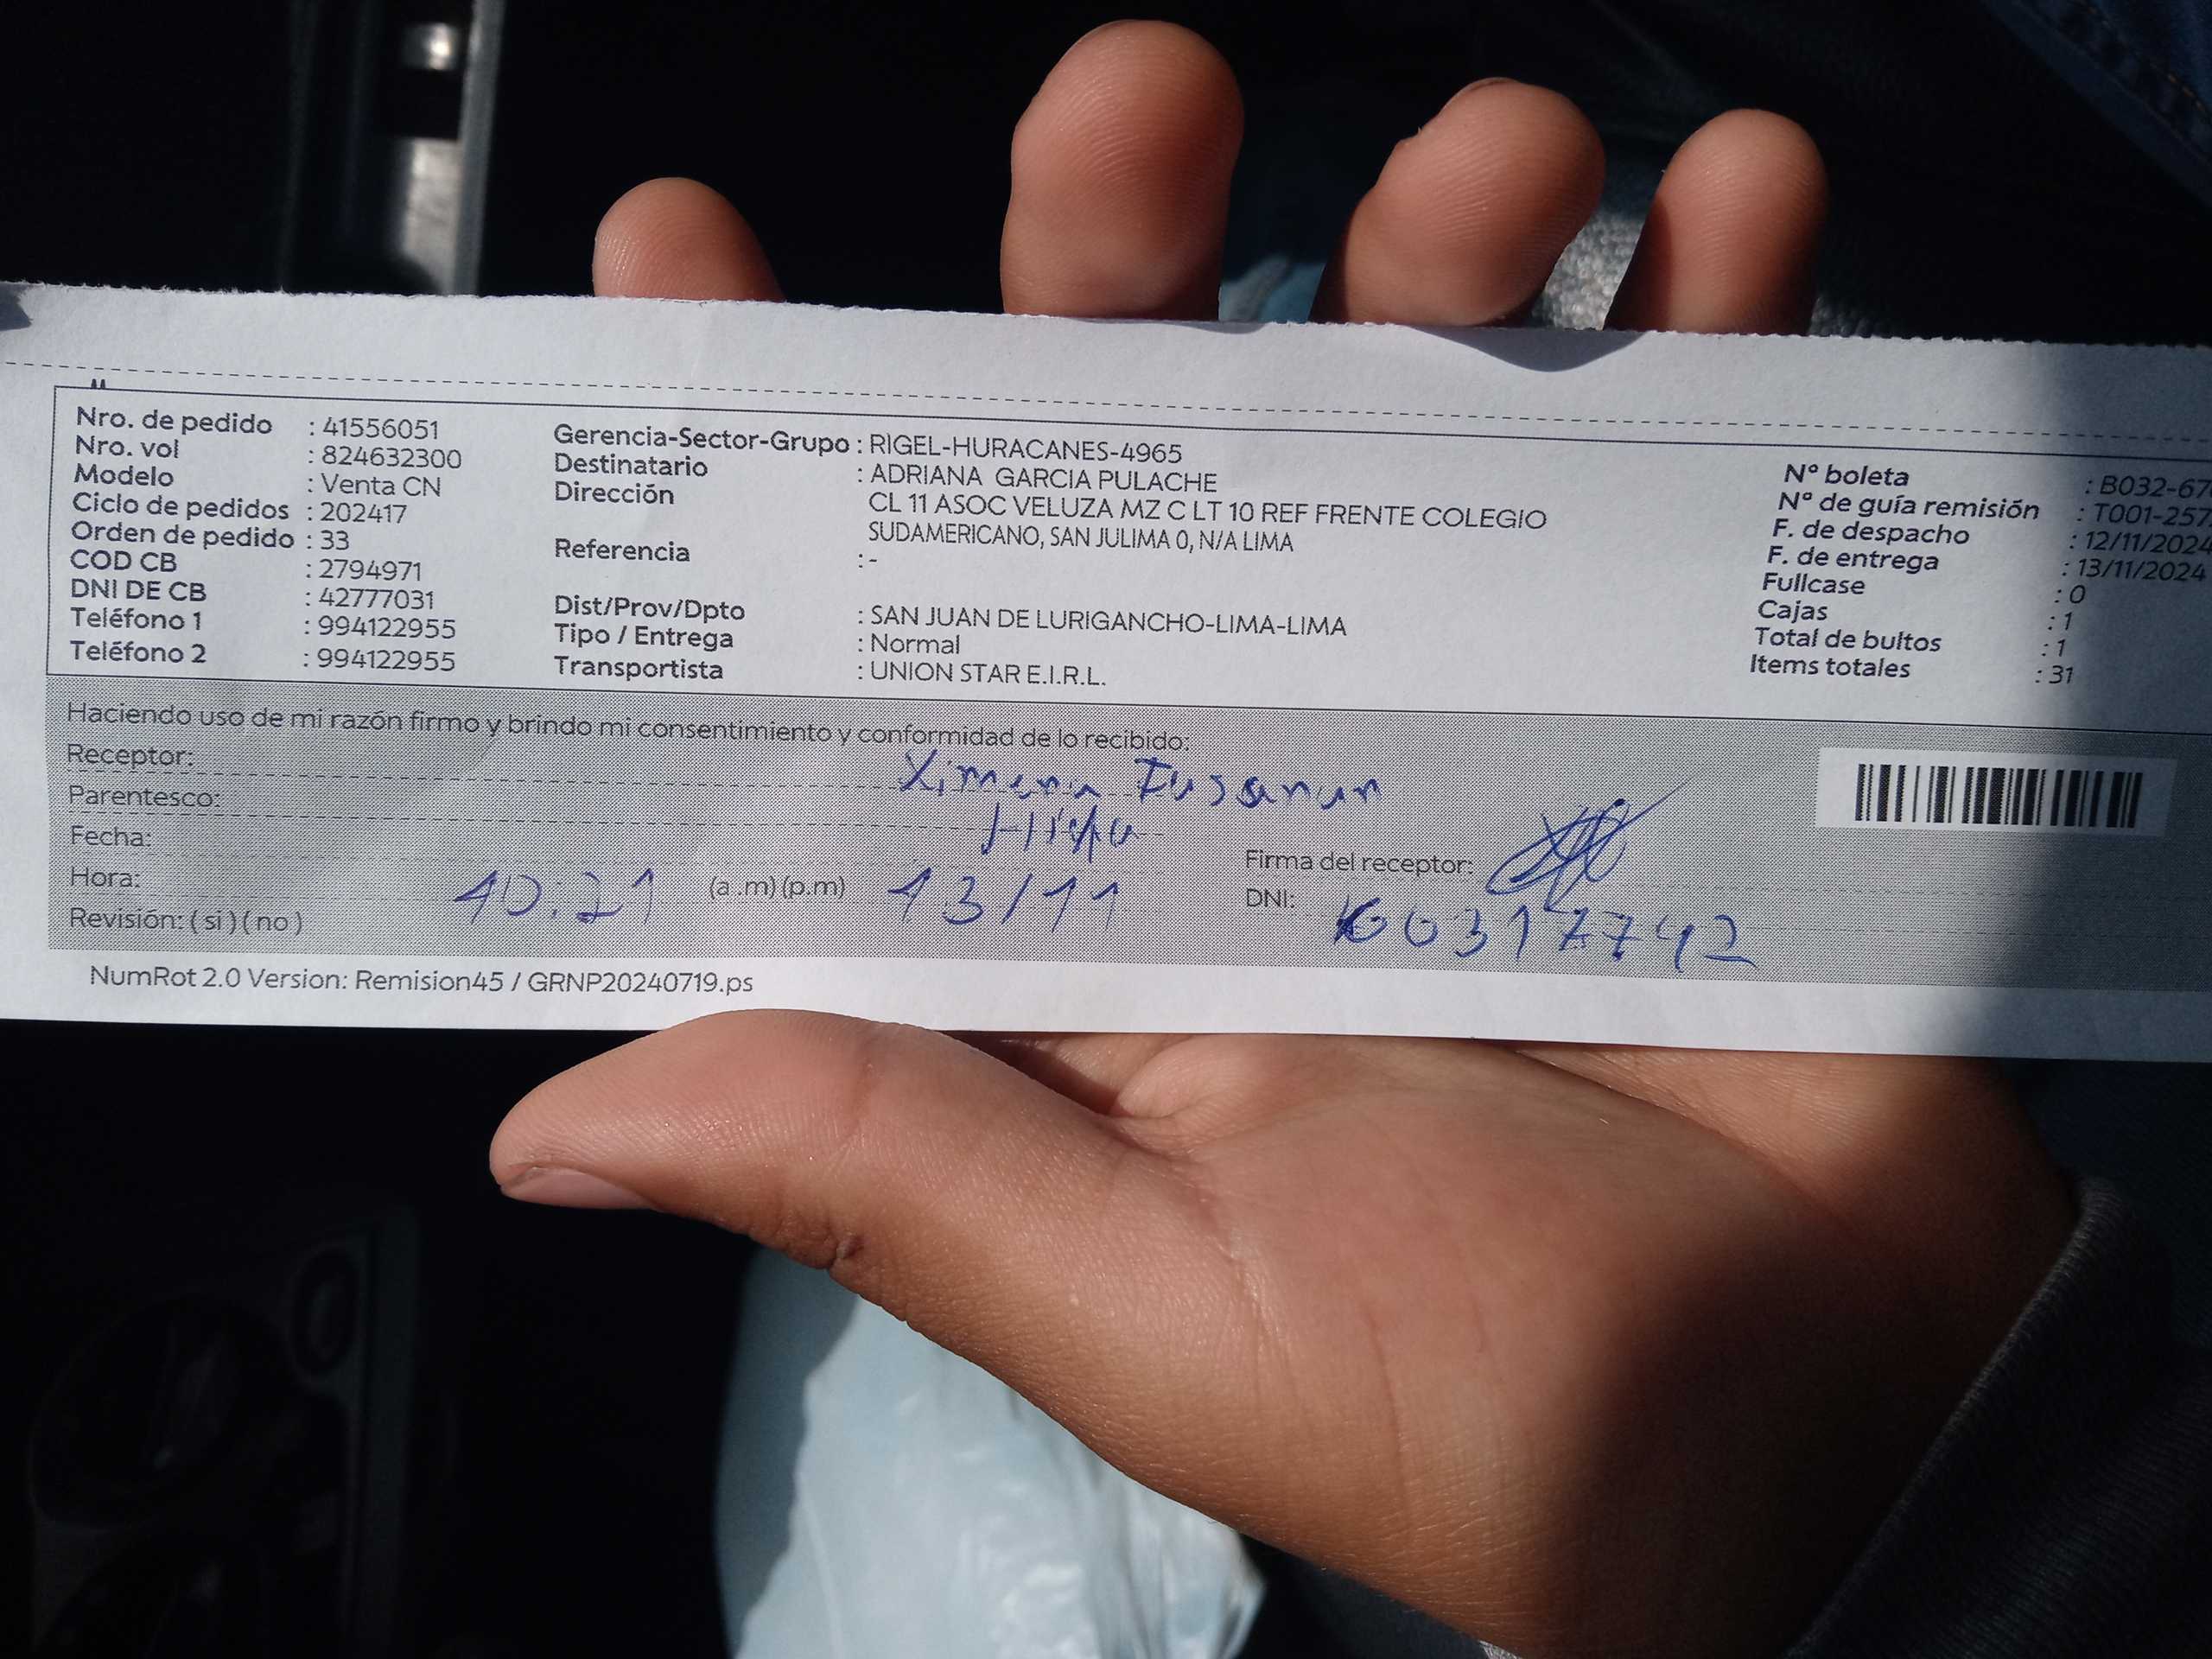 Nro. de pedido : 41556051
Nro. vol : 824632300
Modelo : Venta CN
Ciclo de pedidos : 202417
Orden de pedido : 33
COD CB : 2794971
DNI DE CB : 42777031
Teléfono 1 : 994122955
Teléfono 2 : 994122955
Gerencia-Sector-Grupo : RIGEL-HURACANES-4965
Destinatario : ADRIANA GARCIA PULACHE
Dirección : CL 11 ASOC VELUZA MZ C LT 10 REF FRENTE COLEGIO
SUDAMERICANO, SAN JULIMA 0, N/A LIMA
Referencia : -
Dist/Prov/Dpto : SAN JUAN DE LURIGANCHO-LIMA-LIMA
Tipo / Entrega : Normal
Transportista : UNION STAR E.I.R.L.
Nº boleta : B032-67
Nº de guía remisión : T001-257
F. de despacho : 12/11/2024
F. de entrega : 13/11/2024
Fullcase : 0
Cajas : 1
Total de bultos : 1
Items totales : 31
Haciendo uso de mi razón firmo y brindo mi consentimiento y conformidad de lo recibido:
Receptor: Ximena
Parentesco: Hija
Fecha:
Hora: 10:21 (a.m)(p.m) 13/11
Revisión: ( si ) ( no )
Firma del receptor:
DNI: 60317742
NumRot 2.0 Version: Remision45 / GRNP20240719.ps